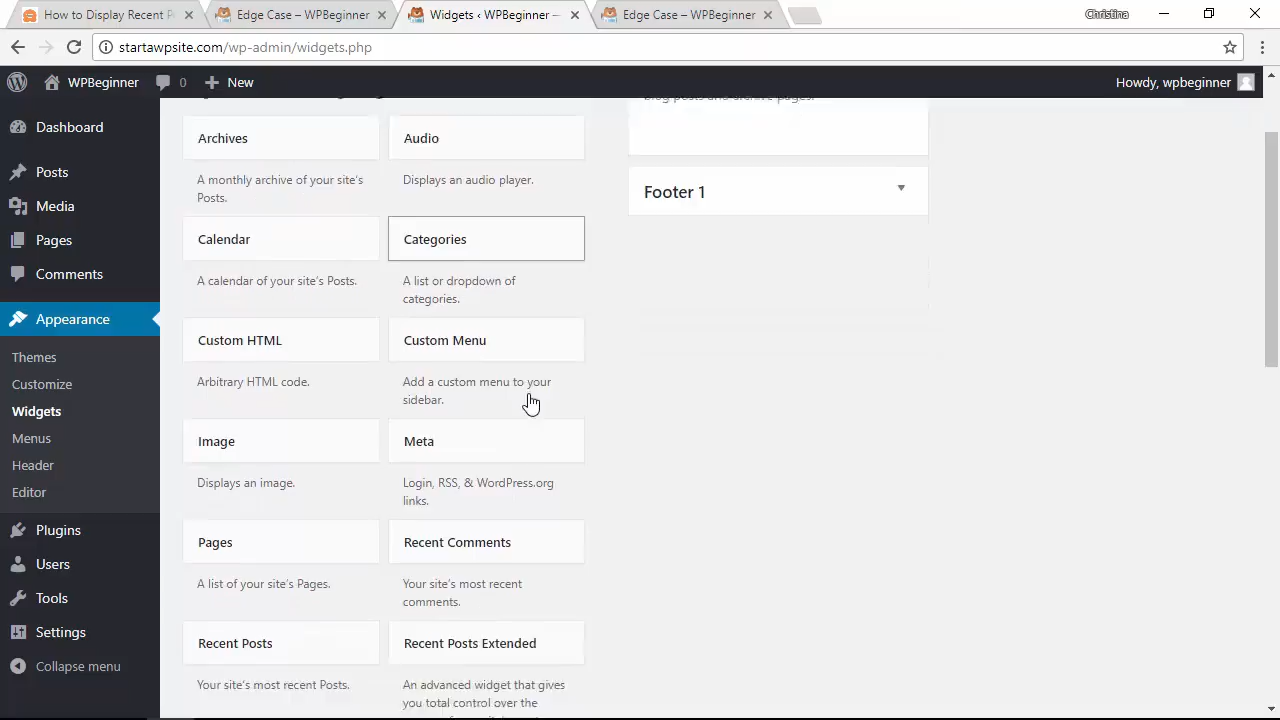 How to Display Recent P
Edge Case – WPBeginner
Widgets ‹ WPBeginner —
Edge Case – WPBeginner
Christina
startawpsite.com/wp-admin/widgets.php
WPBeginner
0
New
Howdy, wpbeginner
Dashboard
Posts
Media
Pages
Comments
Appearance
Themes
Customize
Widgets
Menus
Header
Editor
Plugins
Users
Tools
Settings
Collapse menu
Archives
A monthly archive of your site's
Posts.
Audio
Displays an audio player.
Calendar
A calendar of your site's Posts.
Categories
A list or dropdown of
categories.
Custom HTML
Arbitrary HTML code.
Custom Menu
Add a custom menu to your
sidebar.
Image
Displays an image.
Meta
Login, RSS, & WordPress.org
links.
Pages
A list of your site's Pages.
Recent Comments
Your site's most recent
comments.
Recent Posts
Your site's most recent Posts.
Recent Posts Extended
An advanced widget that gives
you total control over the
blog posts and archive pages.
Footer 1